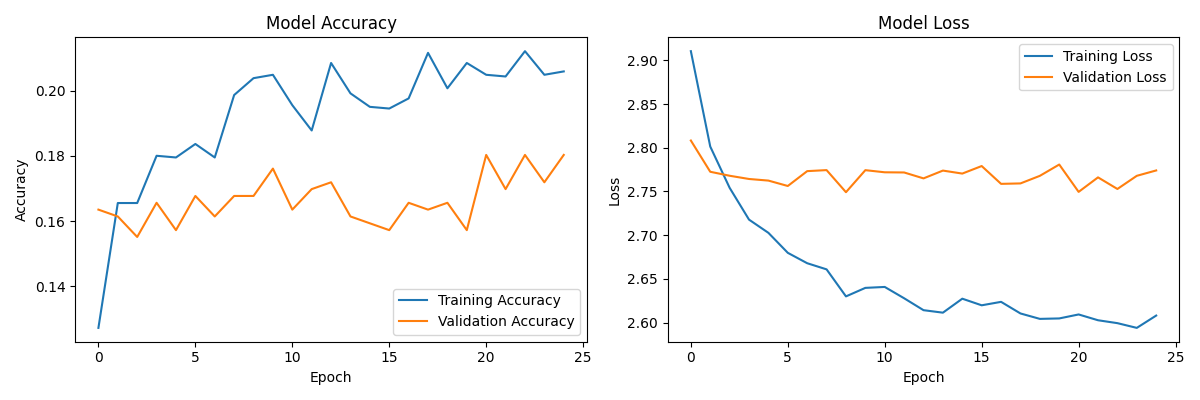 Model Accuracy
Accuracy
0.20
0.18
0.16
0.14
Training Accuracy
Validation Accuracy
0 5 10 15 20 25
Epoch
Model Loss
Loss
2.90
2.85
2.80
2.75
2.70
2.65
2.60
Training Loss
Validation Loss
0 5 10 15 20 25
Epoch